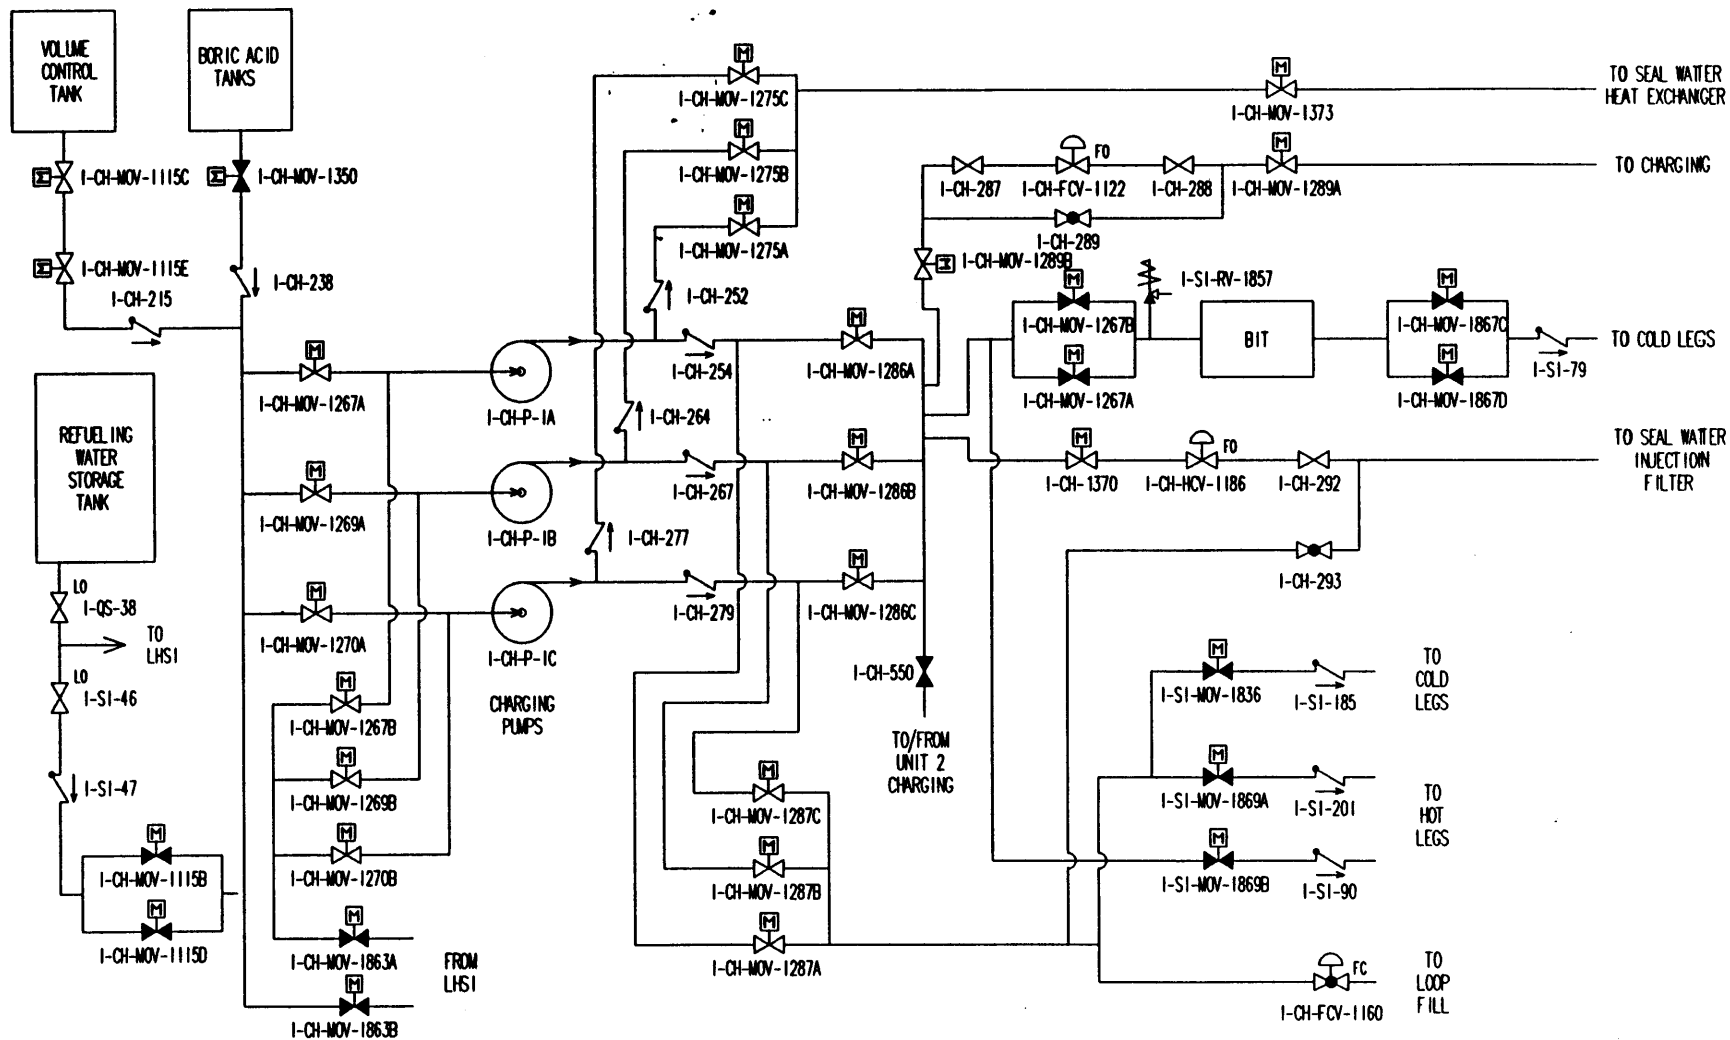 VOLUME
CONTROL
TANK
BORIC ACID
TANKS
M
1-CH-MOV-1275C
M
1-CH-MOV-1373
TO SEAL WATTER
HEAT EXCHANGER
M
1-CH-MOV-1115C
M
1-CH-MOV-1350
M
1-CH-MOV-1275B
1-CH-287
FO
1-CH-FCV-1122
1-CH-288
M
1-CH-MOV-1289A
TO CHARGING
M
1-CH-MOV-1275A
1-CH-289
M
1-CH-MOV-1289B
M
1-CH-MOV-1115E
1-CH-215
1-CH-238
1-CH-252
M
1-CH-MOV-1267B
M
1-CH-MOV-1267A
1-SI-RV-1857
BIT
M
1-CH-MOV-1867C
M
1-CH-MOV-1867D
1-SI-79
TO COLD LEGS
M
1-CH-MOV-1267A
1-CH-P-1A
1-CH-254
M
1-CH-MOV-1286A
REFUELING
WATER
STORAGE
TANK
1-CH-264
M
1-CH-MOV-1269A
1-CH-P-1B
1-CH-267
M
1-CH-MOV-1286B
M
1-CH-1370
FO
1-CH-HCV-1186
1-CH-292
TO SEAL WATTER
INJECTIOIN
FILTER
1-CH-277
1-CH-293
LO
1-QS-38
TO
LHSI
M
1-CH-MOV-1270A
1-CH-P-1C
1-CH-279
M
1-CH-MOV-1286C
CHARGING
PUMPS
1-CH-550
TO/FROM
UNIT 2
CHARGING
LO
1-SI-46
M
1-CH-MOV-1267B
M
1-SI-MOV-1836
1-SI-185
TO
COLD
LEGS
1-SI-47
M
1-CH-MOV-1269B
M
1-CH-MOV-1287C
M
1-SI-MOV-1869A
1-SI-201
TO
HOT
LEGS
M
1-CH-MOV-1115B
M
1-CH-MOV-1270B
M
1-CH-MOV-1287B
M
1-SI-MOV-1869B
1-SI-90
M
1-CH-MOV-1115D
M
1-CH-MOV-1863A
FROM
LHSI
M
1-CH-MOV-1863B
M
1-CH-MOV-1287A
FC
1-CH-FCV-1160
TO
LOOP
FILL